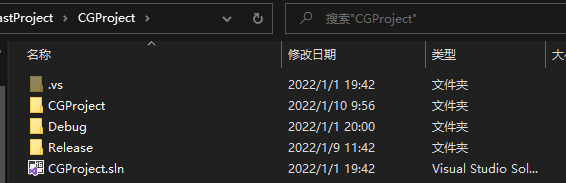 astProject › CGProject
搜索"CGProject"
名称 修改日期 类型 大
.vs 2022/1/1 19:42 文件夹
CGProject 2022/1/10 9:56 文件夹
Debug 2022/1/1 20:00 文件夹
Release 2022/1/9 11:42 文件夹
CGProject.sln 2022/1/1 19:42 Visual Studio Sol...